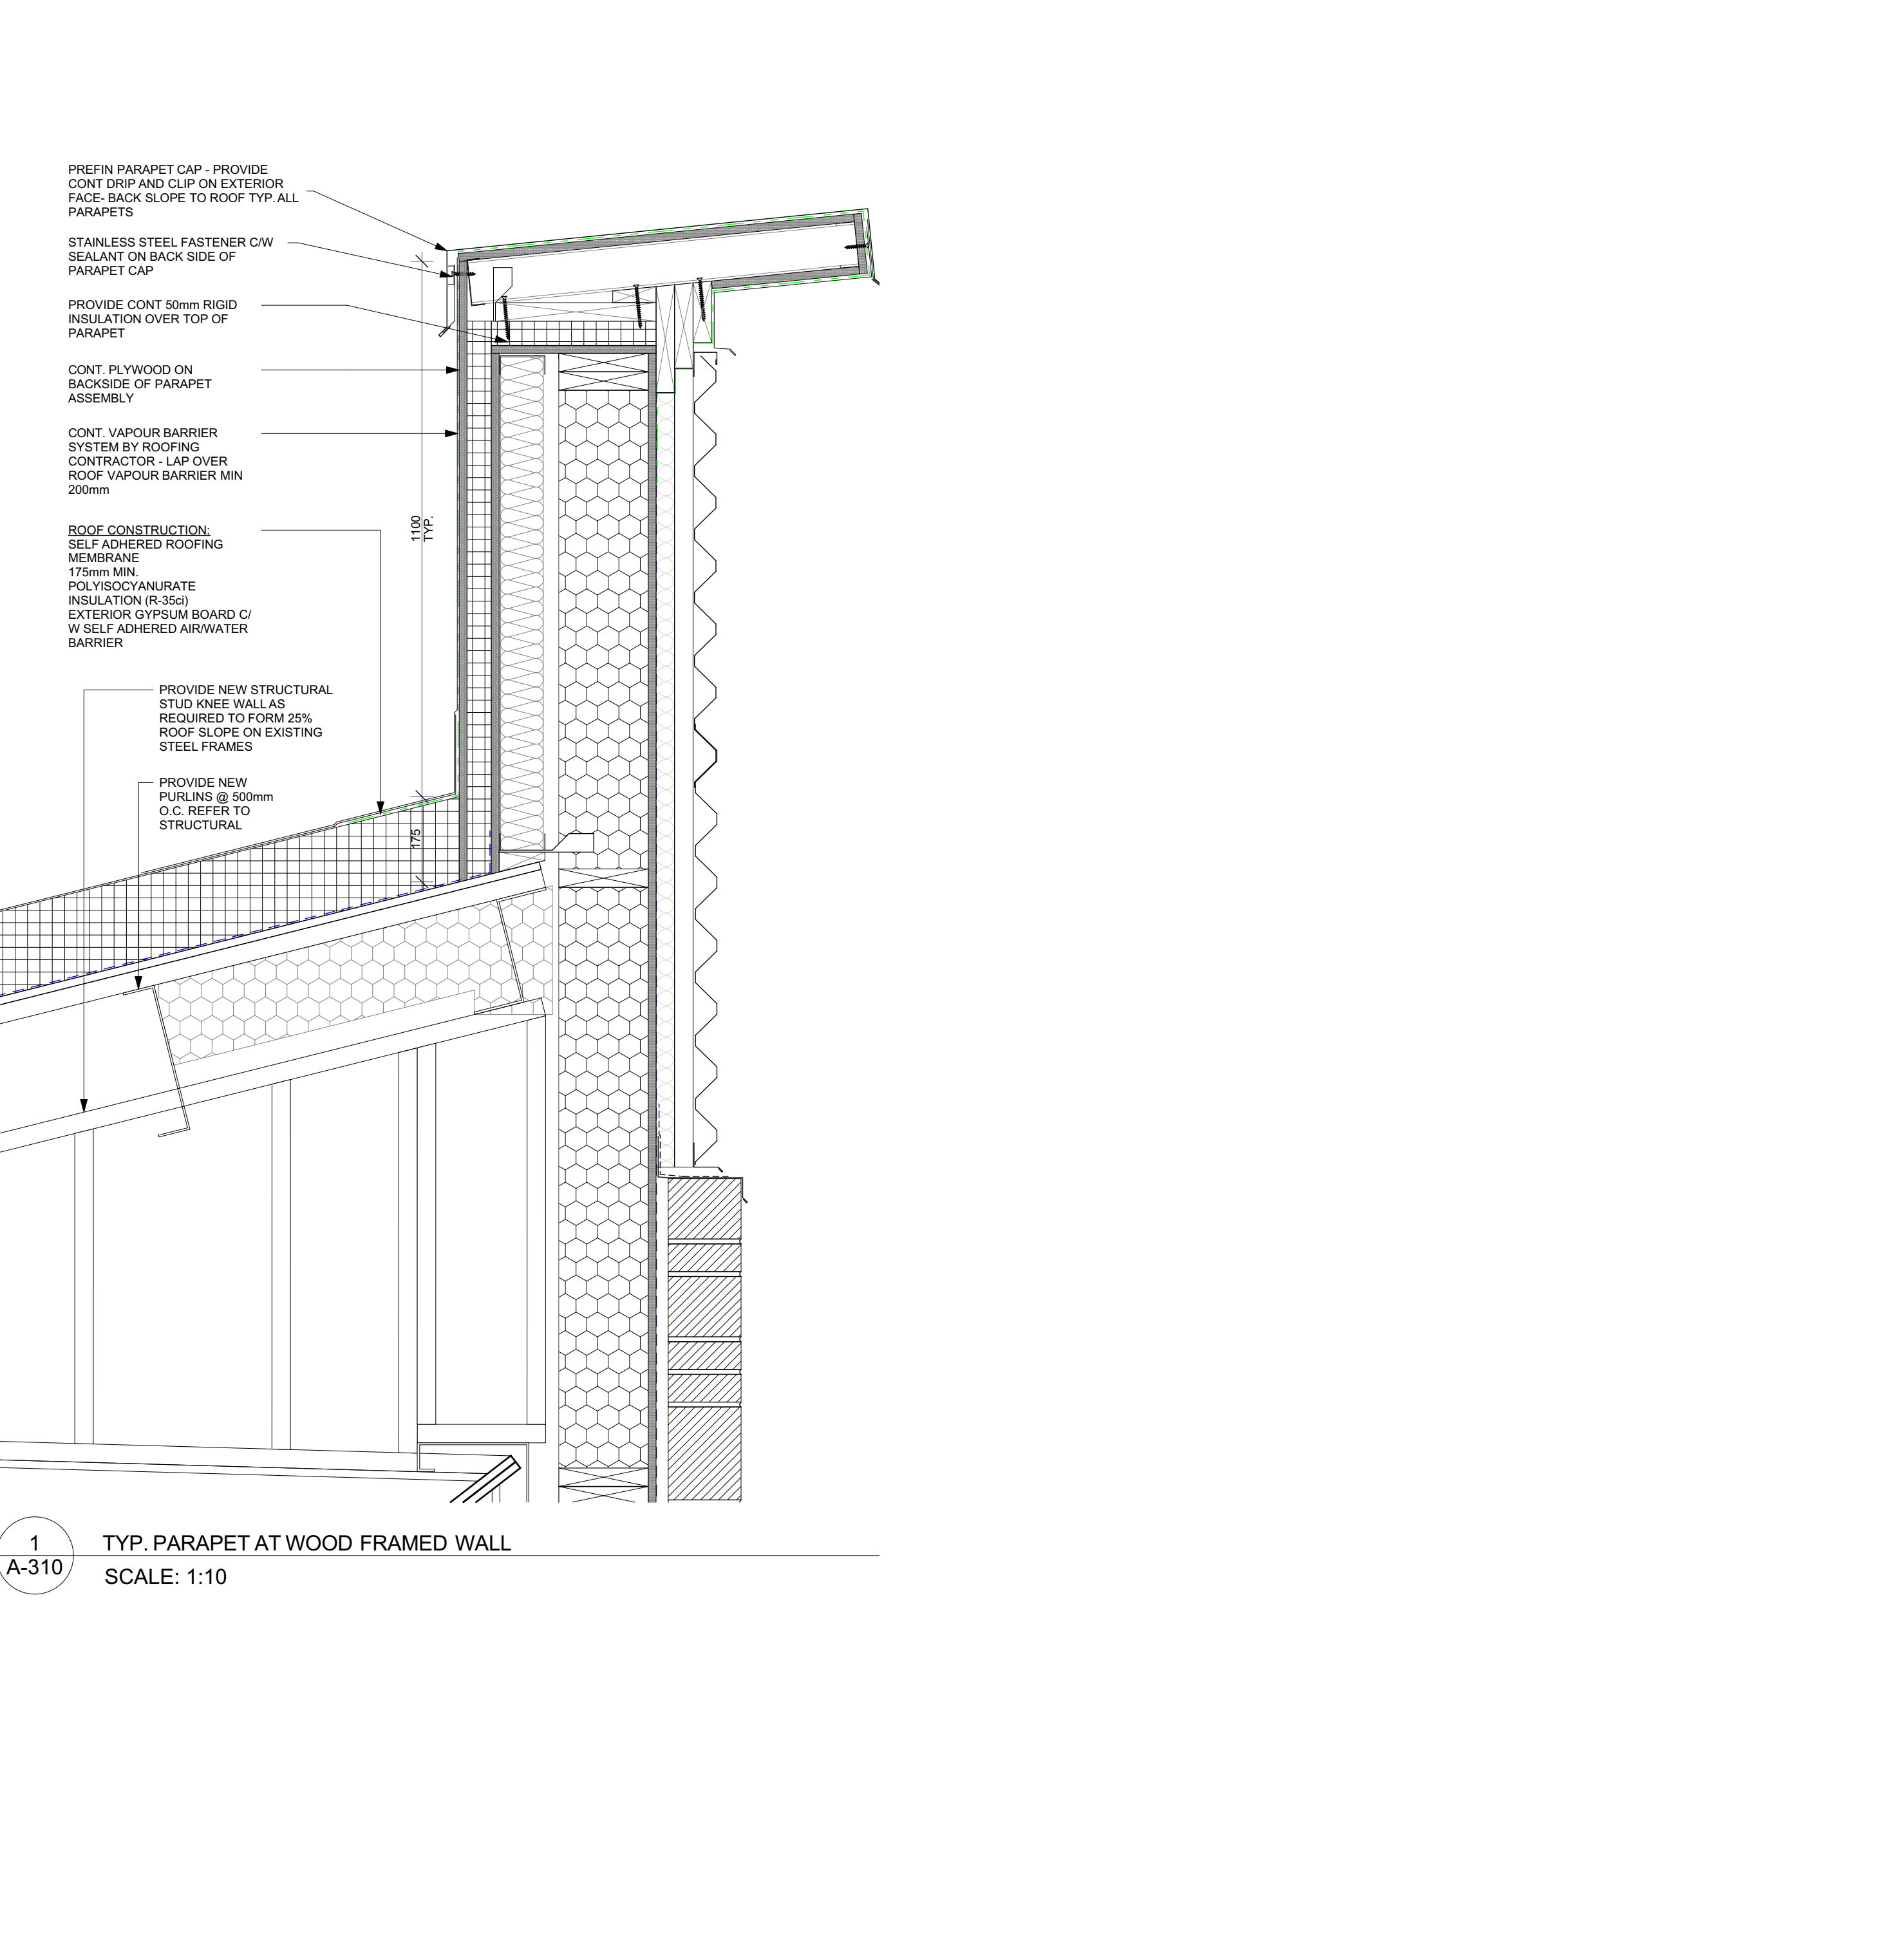 PREFIN PARAPET CAP - PROVIDE
CONT DRIP AND CLIP ON EXTERIOR
FACE- BACK SLOPE TO ROOF TYP. ALL
PARAPETS
STAINLESS STEEL FASTENER C/W
SEALANT ON BACK SIDE OF
PARAPET CAP
PROVIDE CONT 50mm RIGID
INSULATION OVER TOP OF
PARAPET
CONT. PLYWOOD ON
BACKSIDE OF PARAPET
ASSEMBLY
CONT. VAPOUR BARRIER
SYSTEM BY ROOFING
CONTRACTOR - LAP OVER
ROOF VAPOUR BARRIER MIN
200mm
1100
TYP.
ROOF CONSTRUCTION:
SELF ADHERED ROOFING
MEMBRANE
175mm MIN.
POLYISOCYANURATE
INSULATION (R-35ci)
EXTERIOR GYPSUM BOARD C/
W SELF ADHERED AIR/WATER
BARRIER
PROVIDE NEW STRUCTURAL
STUD KNEE WALL AS
REQUIRED TO FORM 25%
ROOF SLOPE ON EXISTING
STEEL FRAMES
PROVIDE NEW
PURLINS @ 500mm
O.C. REFER TO
STRUCTURAL
175
1
A-310
TYP. PARAPET AT WOOD FRAMED WALL
SCALE: 1:10